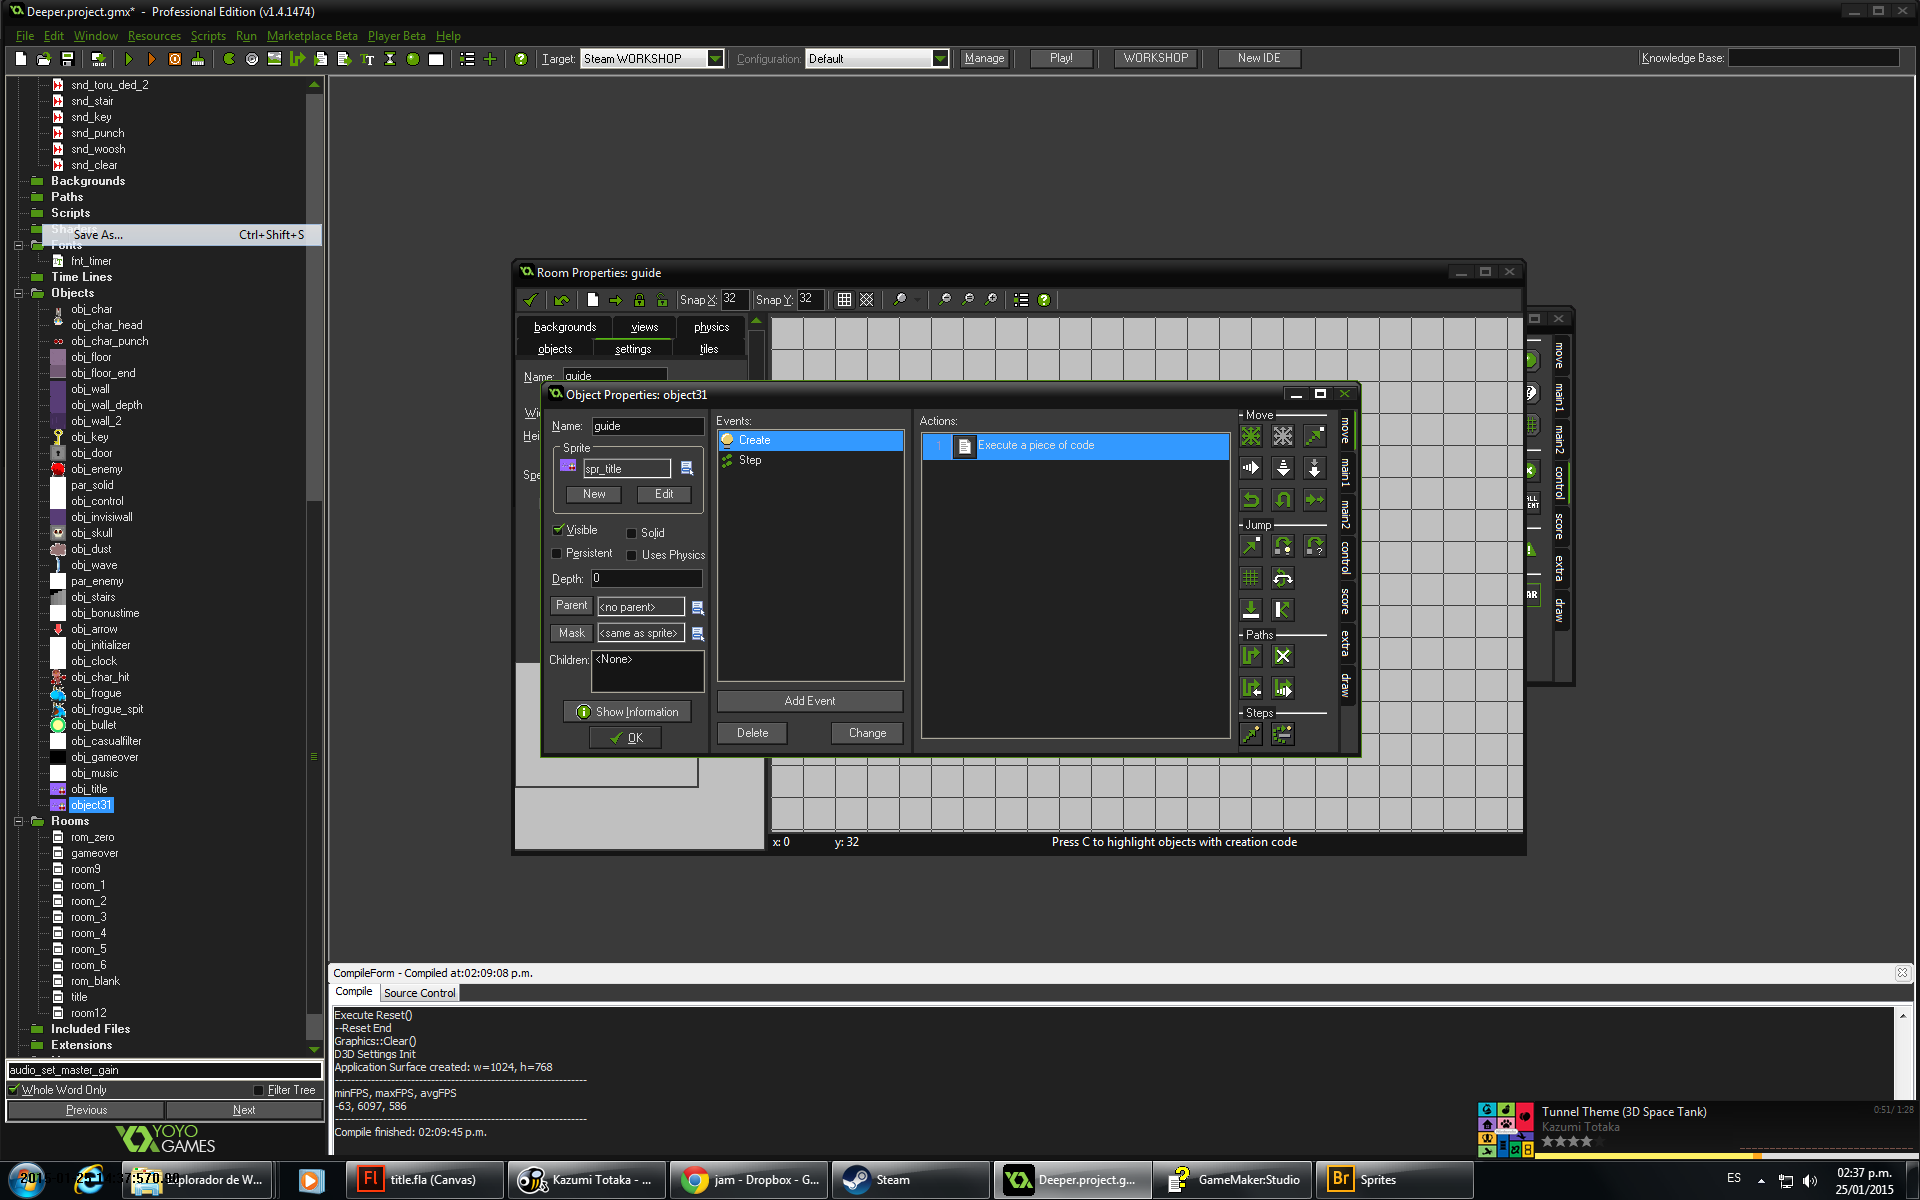 Deeper.project.gmx* - Professional Edition (v1.4.1474)
File Edit Window Resources Scripts Run Marketplace Beta Player Beta Help
Target: Steam WORKSHOP Configuration: Default Manage Play! WORKSHOP New IDE Knowledge Base:
snd_toru_ded_2
snd_stair
snd_key
snd_punch
snd_woosh
snd_clear
Backgrounds
Paths
Scripts
Shaders
Save As... Ctrl+Shift+S
Fonts
fnt_timer
Time Lines
Objects
obj_char
obj_char_head
obj_char_punch
obj_floor
obj_floor_end
obj_wall
obj_wall_depth
obj_wall_2
obj_key
obj_door
obj_enemy
par_solid
obj_control
obj_invisiwall
obj_skull
obj_dust
obj_wave
par_enemy
obj_stairs
obj_bonustime
obj_arrow
obj_initializer
obj_clock
obj_char_hit
obj_frogue
obj_frogue_spit
obj_bullet
obj_casualfilter
obj_gameover
obj_music
obj_title
object31
Rooms
rom_zero
gameover
room9
room_1
room_2
room_3
room_4
room_5
room_6
rom_blank
title
room12
Included Files
Extensions
audio_set_master_gain
Whole Word Only Filter Tree
Previous Next
YOYO
GAMES
Room Properties: guide
Snap X: 32 Snap Y: 32
backgrounds views physics
objects settings tiles
Name: guide
Object Properties: object31
Name: guide
Sprite
spr_title
New Edit
Visible Solid
Persistent Uses Physics
Depth: 0
Parent <no parent>
Mask <same as sprite>
Children: <None>
Show Information
OK
Events:
Create
Step
Add Event
Delete Change
Actions:
1 Execute a piece of code
Move
Jump
Paths
Steps
move
main1
main2
control
score
extra
draw
move
main1
main2
control
score
extra
draw
x: 0 y: 32 Press C to highlight objects with creation code
CompileForm - Compiled at:02:09:08 p.m.
Compile Source Control
Execute Reset()
--Reset End
Graphics::Clear()
D3D Settings Init
Application Surface created: w=1024, h=768
minFPS, maxFPS, avgFPS
-63, 6097, 586
Compile finished: 02:09:45 p.m.
Tunnel Theme (3D Space Tank) 0:51/ 1:28
Kazumi Totaka
plorador de W...
title.fla (Canvas)
Kazumi Totaka - ...
jam - Dropbox - G...
Steam
Deeper.project.g...
GameMaker:Studio
Sprites
ES
02:37 p.m.
25/01/2015